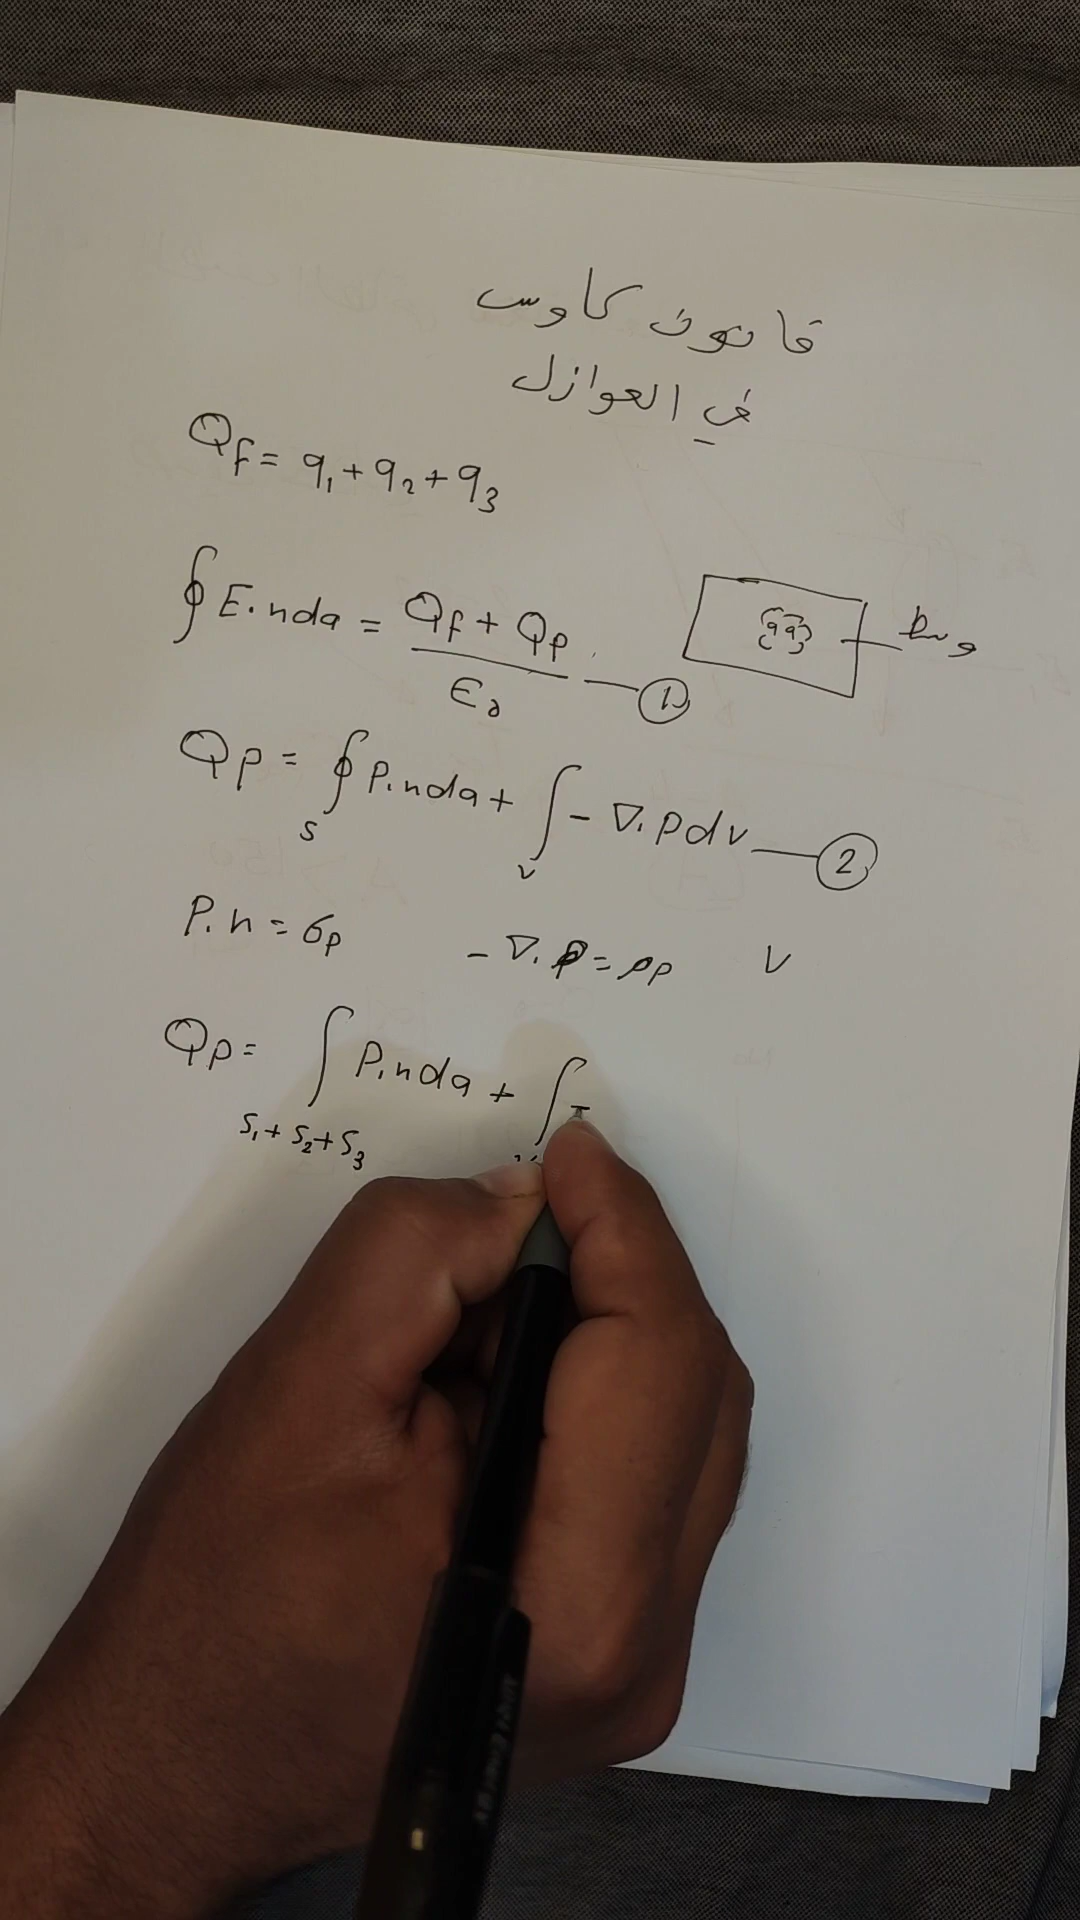 قانون كاوس
في العوازل
Qf = q1 + q2 + q3
∮ E.nda = (Qf + Qp) / ϵ0 — 1
qq
وسط
Qp = ∮S P.nda + ∫v - ∇.Pdv — 2
P.n = σp - ∇.P = ρp V
Qp = ∫S1+S2+S3 P.nda + ∫ -